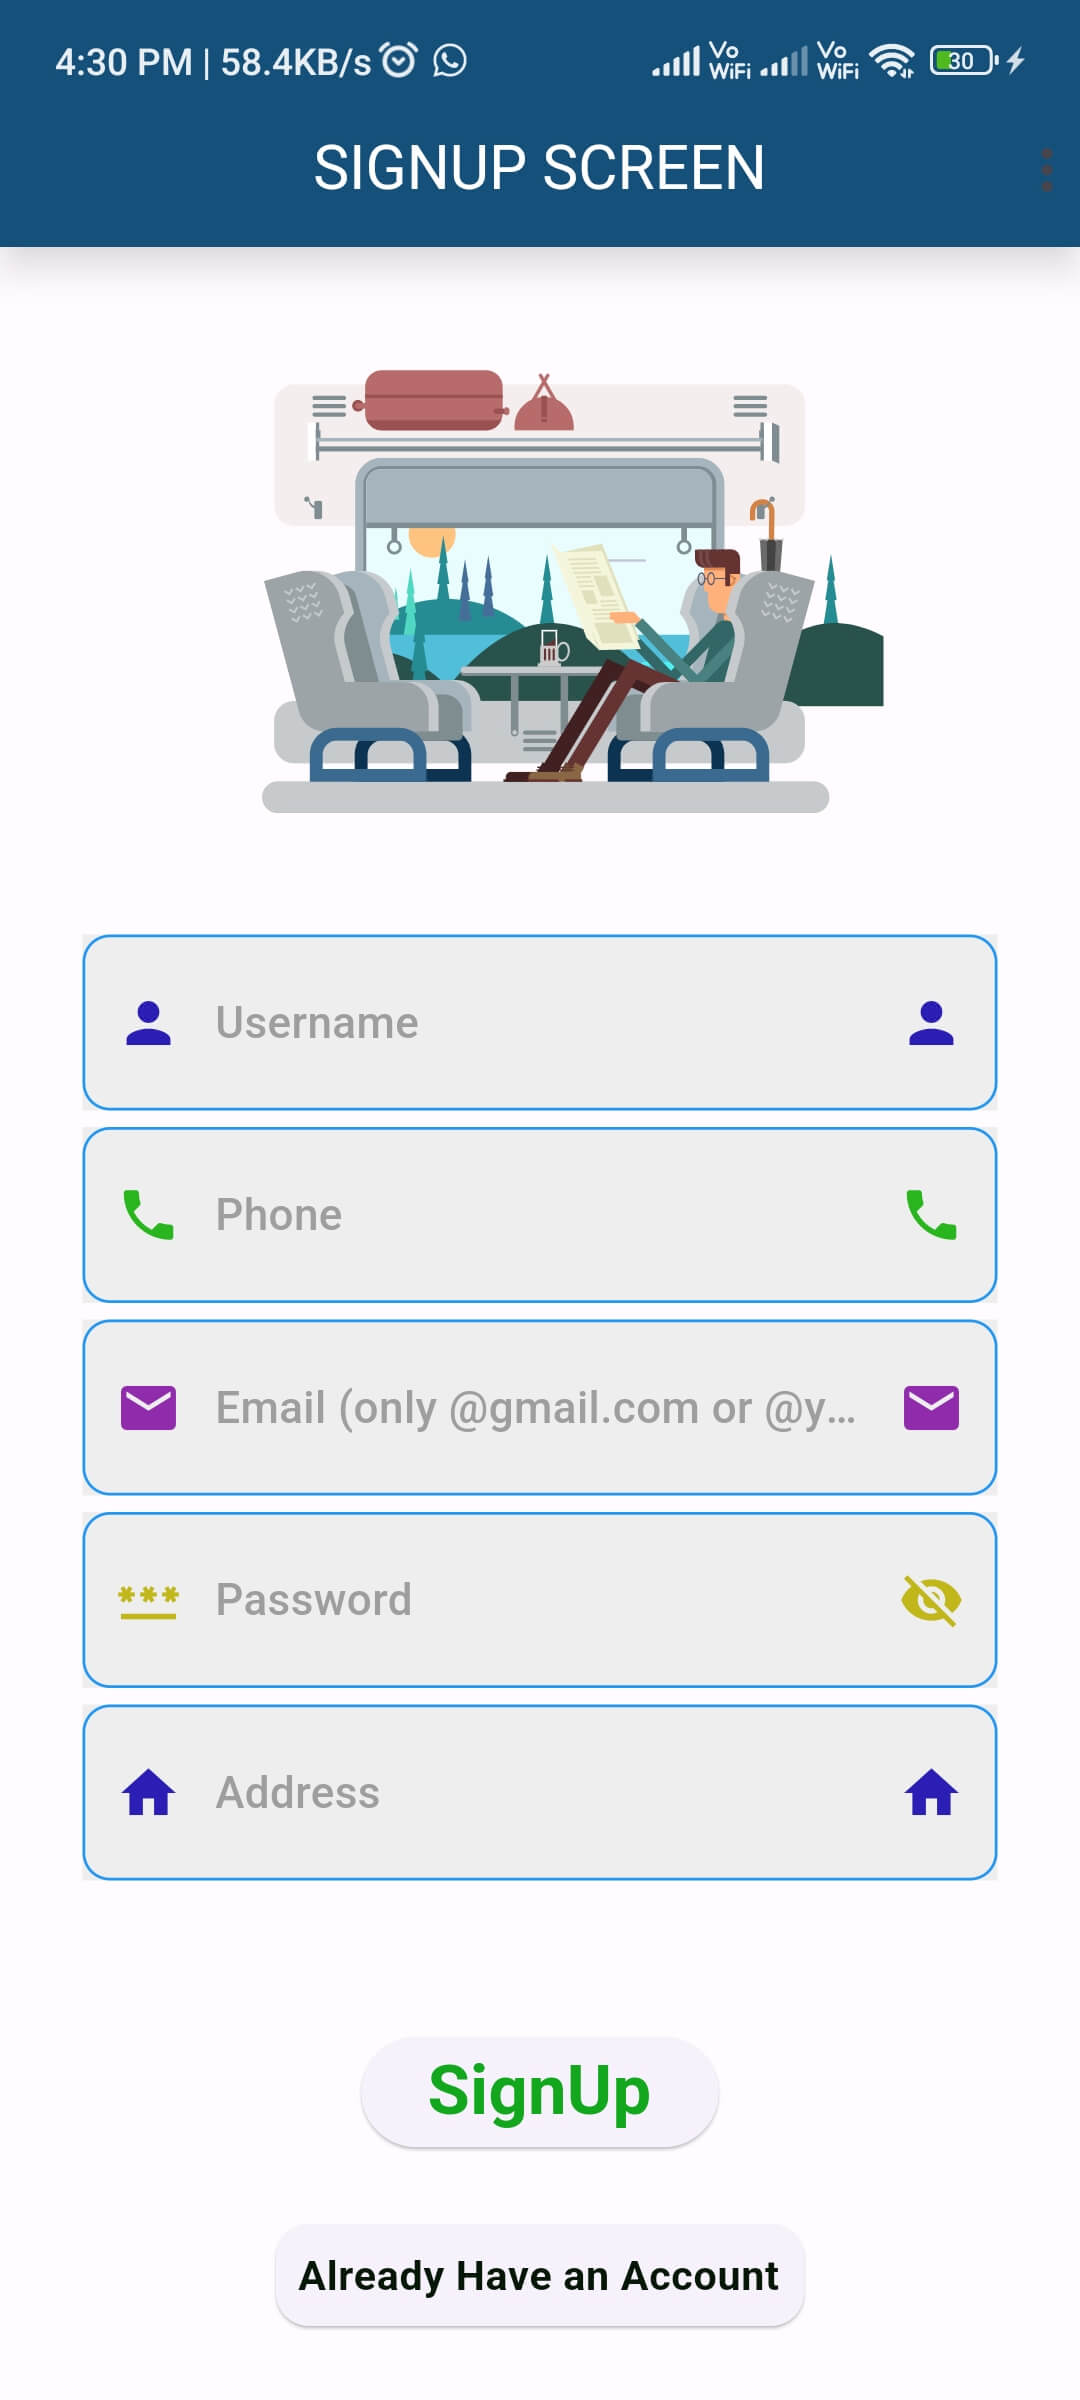 4:30 PM | 58.4KB/s Vo WiFi Vo WiFi 30
SIGNUP SCREEN
Username
Phone
Email (only @gmail.com or @y...
Password
Address
SignUp
Already Have an Account